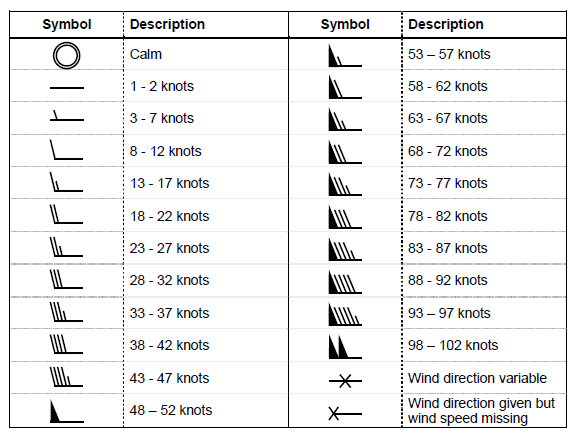 Symbol Description Symbol Description
Calm 53 – 57 knots
1 - 2 knots 58 - 62 knots
3 - 7 knots 63 - 67 knots
8 - 12 knots 68 - 72 knots
13 - 17 knots 73 - 77 knots
18 - 22 knots 78 - 82 knots
23 - 27 knots 83 - 87 knots
28 - 32 knots 88 - 92 knots
33 - 37 knots 93 – 97 knots
38 - 42 knots 98 – 102 knots
43 - 47 knots Wind direction variable
48 – 52 knots Wind direction given but
wind speed missing